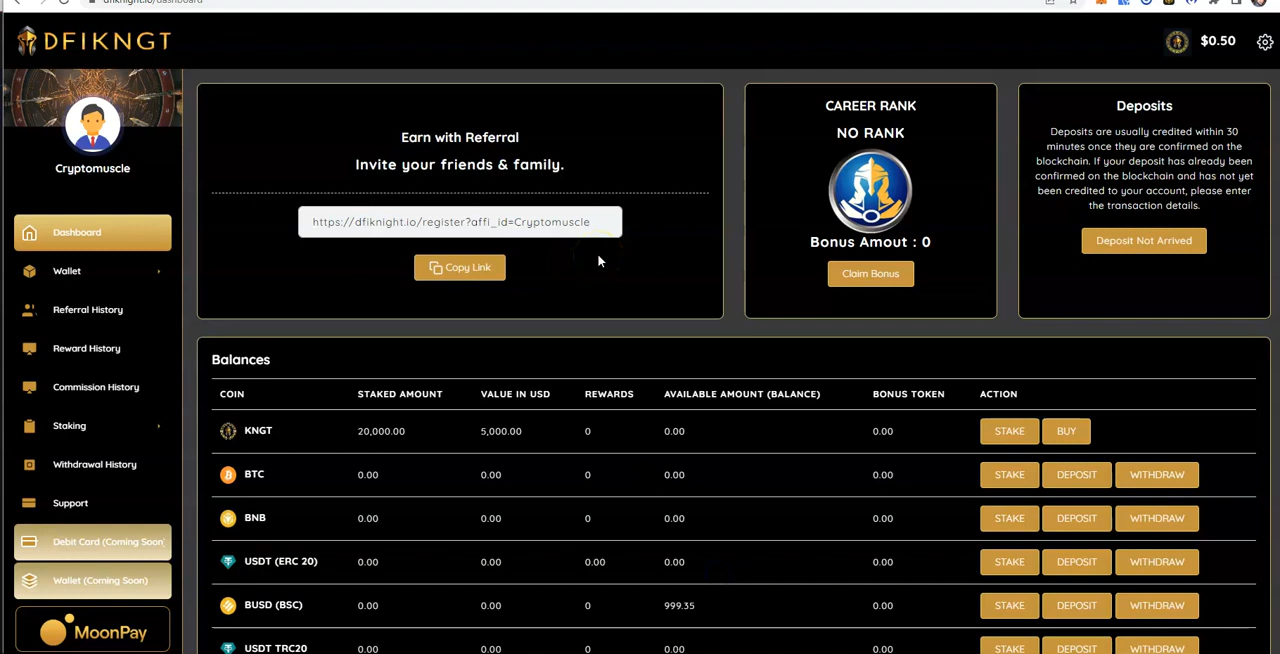 dfiknight.io/dashboard
DFIKNGT
$0.50
Cryptomuscle
Dashboard
Wallet
Referral History
Reward History
Commission History
Staking
Withdrawal History
Support
Debit Card (Coming Soon
Wallet (Coming Soon)
MoonPay
Earn with Referral
Invite your friends & family.
https://dfiknight.io/register?affi_id=Cryptomuscle
Copy Link
CAREER RANK
NO RANK
Bonus Amout : 0
Claim Bonus
Deposits
Deposits are usually credited within 30
minutes once they are confirmed on the
blockchain. If your deposit has already been
confirmed on the blockchain and has not yet
been credited to your account, please enter
the transaction details.
Deposit Not Arrived
Balances
COIN STAKED AMOUNT VALUE IN USD REWARDS AVAILABLE AMOUNT (BALANCE) BONUS TOKEN ACTION
KNGT 20,000.00 5,000.00 0 0.00 0.00 STAKE BUY
BTC 0.00 0.00 0 0.00 0.00 STAKE DEPOSIT WITHDRAW
BNB 0.00 0.00 0 0.00 0.00 STAKE DEPOSIT WITHDRAW
USDT (ERC 20) 0.00 0.00 0.00 0.00 0.00 STAKE DEPOSIT WITHDRAW
BUSD (BSC) 0.00 0.00 0 999.35 0.00 STAKE DEPOSIT WITHDRAW
USDT TRC20 0.00 0.00 0 0.00 0.00 STAKE DEPOSIT WITHDRAW